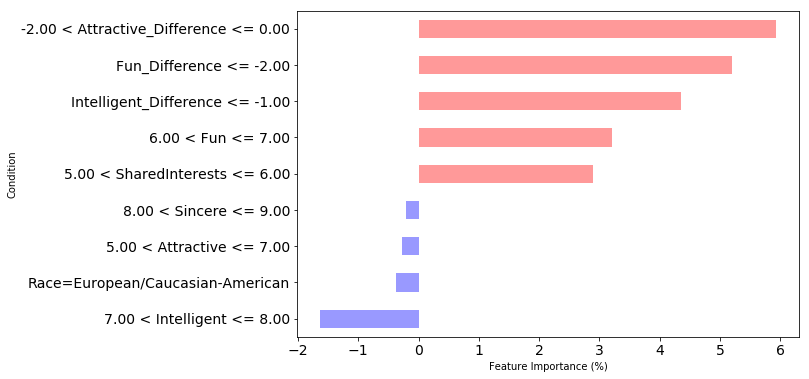 -2.00 < Attractive_Difference <= 0.00
Fun_Difference <= -2.00
Intelligent_Difference <= -1.00
6.00 < Fun <= 7.00
5.00 < SharedInterests <= 6.00
8.00 < Sincere <= 9.00
5.00 < Attractive <= 7.00
Race=European/Caucasian-American
7.00 < Intelligent <= 8.00
Condition
−2 −1 0 1 2 3 4 5 6
Feature Importance (%)